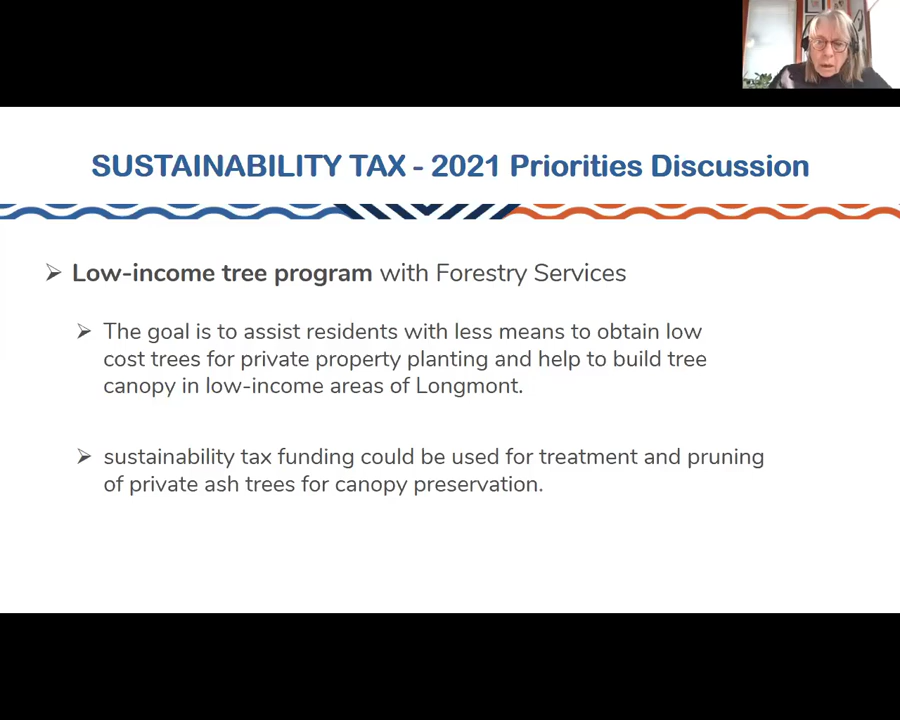 SUSTAINABILITY TAX - 2021 Priorities Discussion
➢ Low-income tree program with Forestry Services
➢ The goal is to assist residents with less means to obtain low
cost trees for private property planting and help to build tree
canopy in low-income areas of Longmont.
➢ sustainability tax funding could be used for treatment and pruning
of private ash trees for canopy preservation.